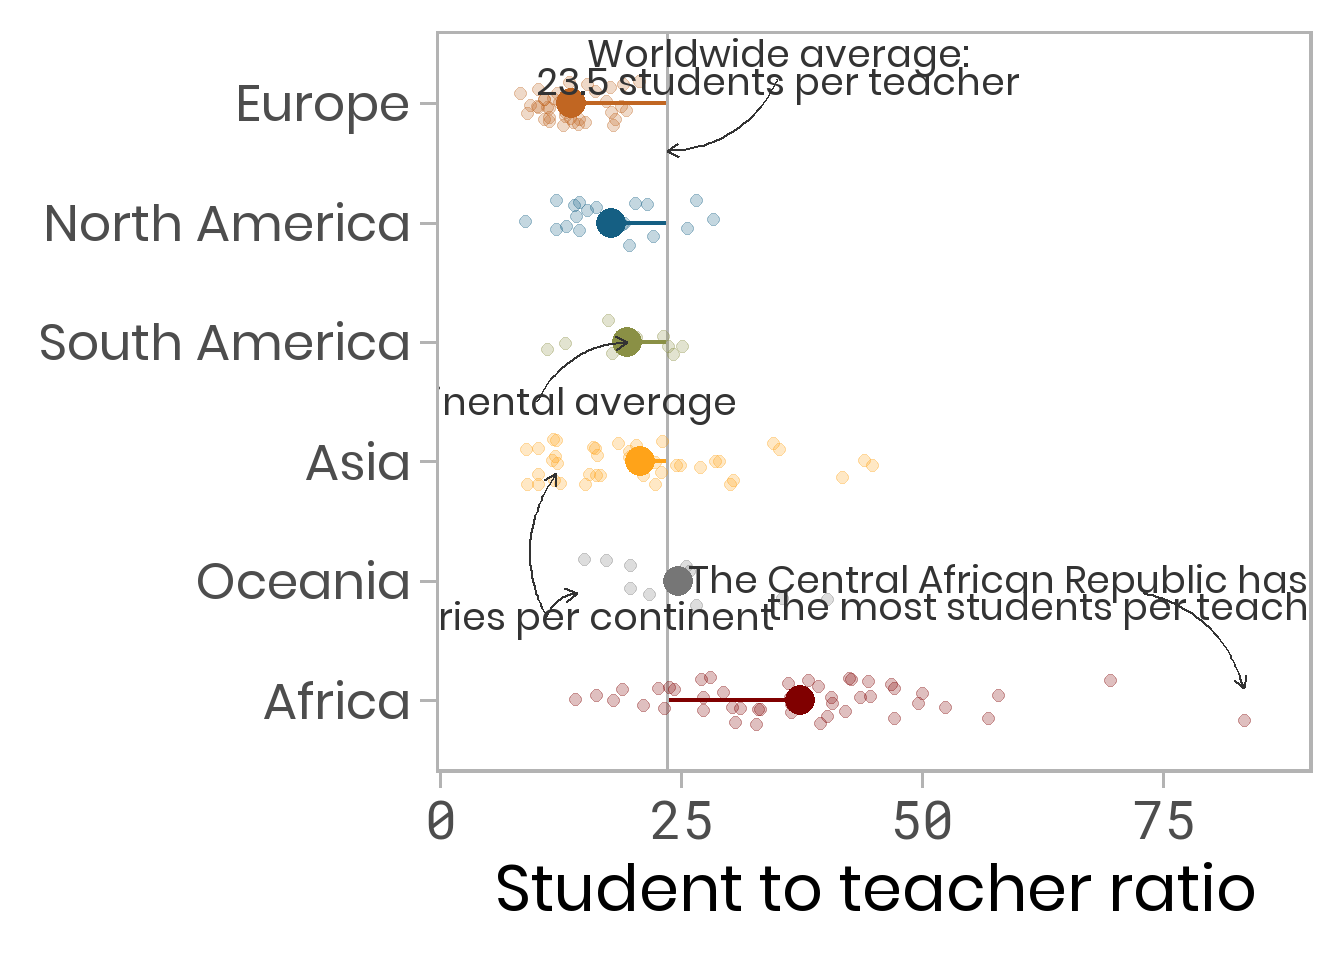 Worldwide average:
23.5 students per teacher
Europe
North America
South America
nental average
Asia
Oceania
The Central African Republic has
the most students per teach
ries per continent
Africa
0 25 50 75
Student to teacher ratio